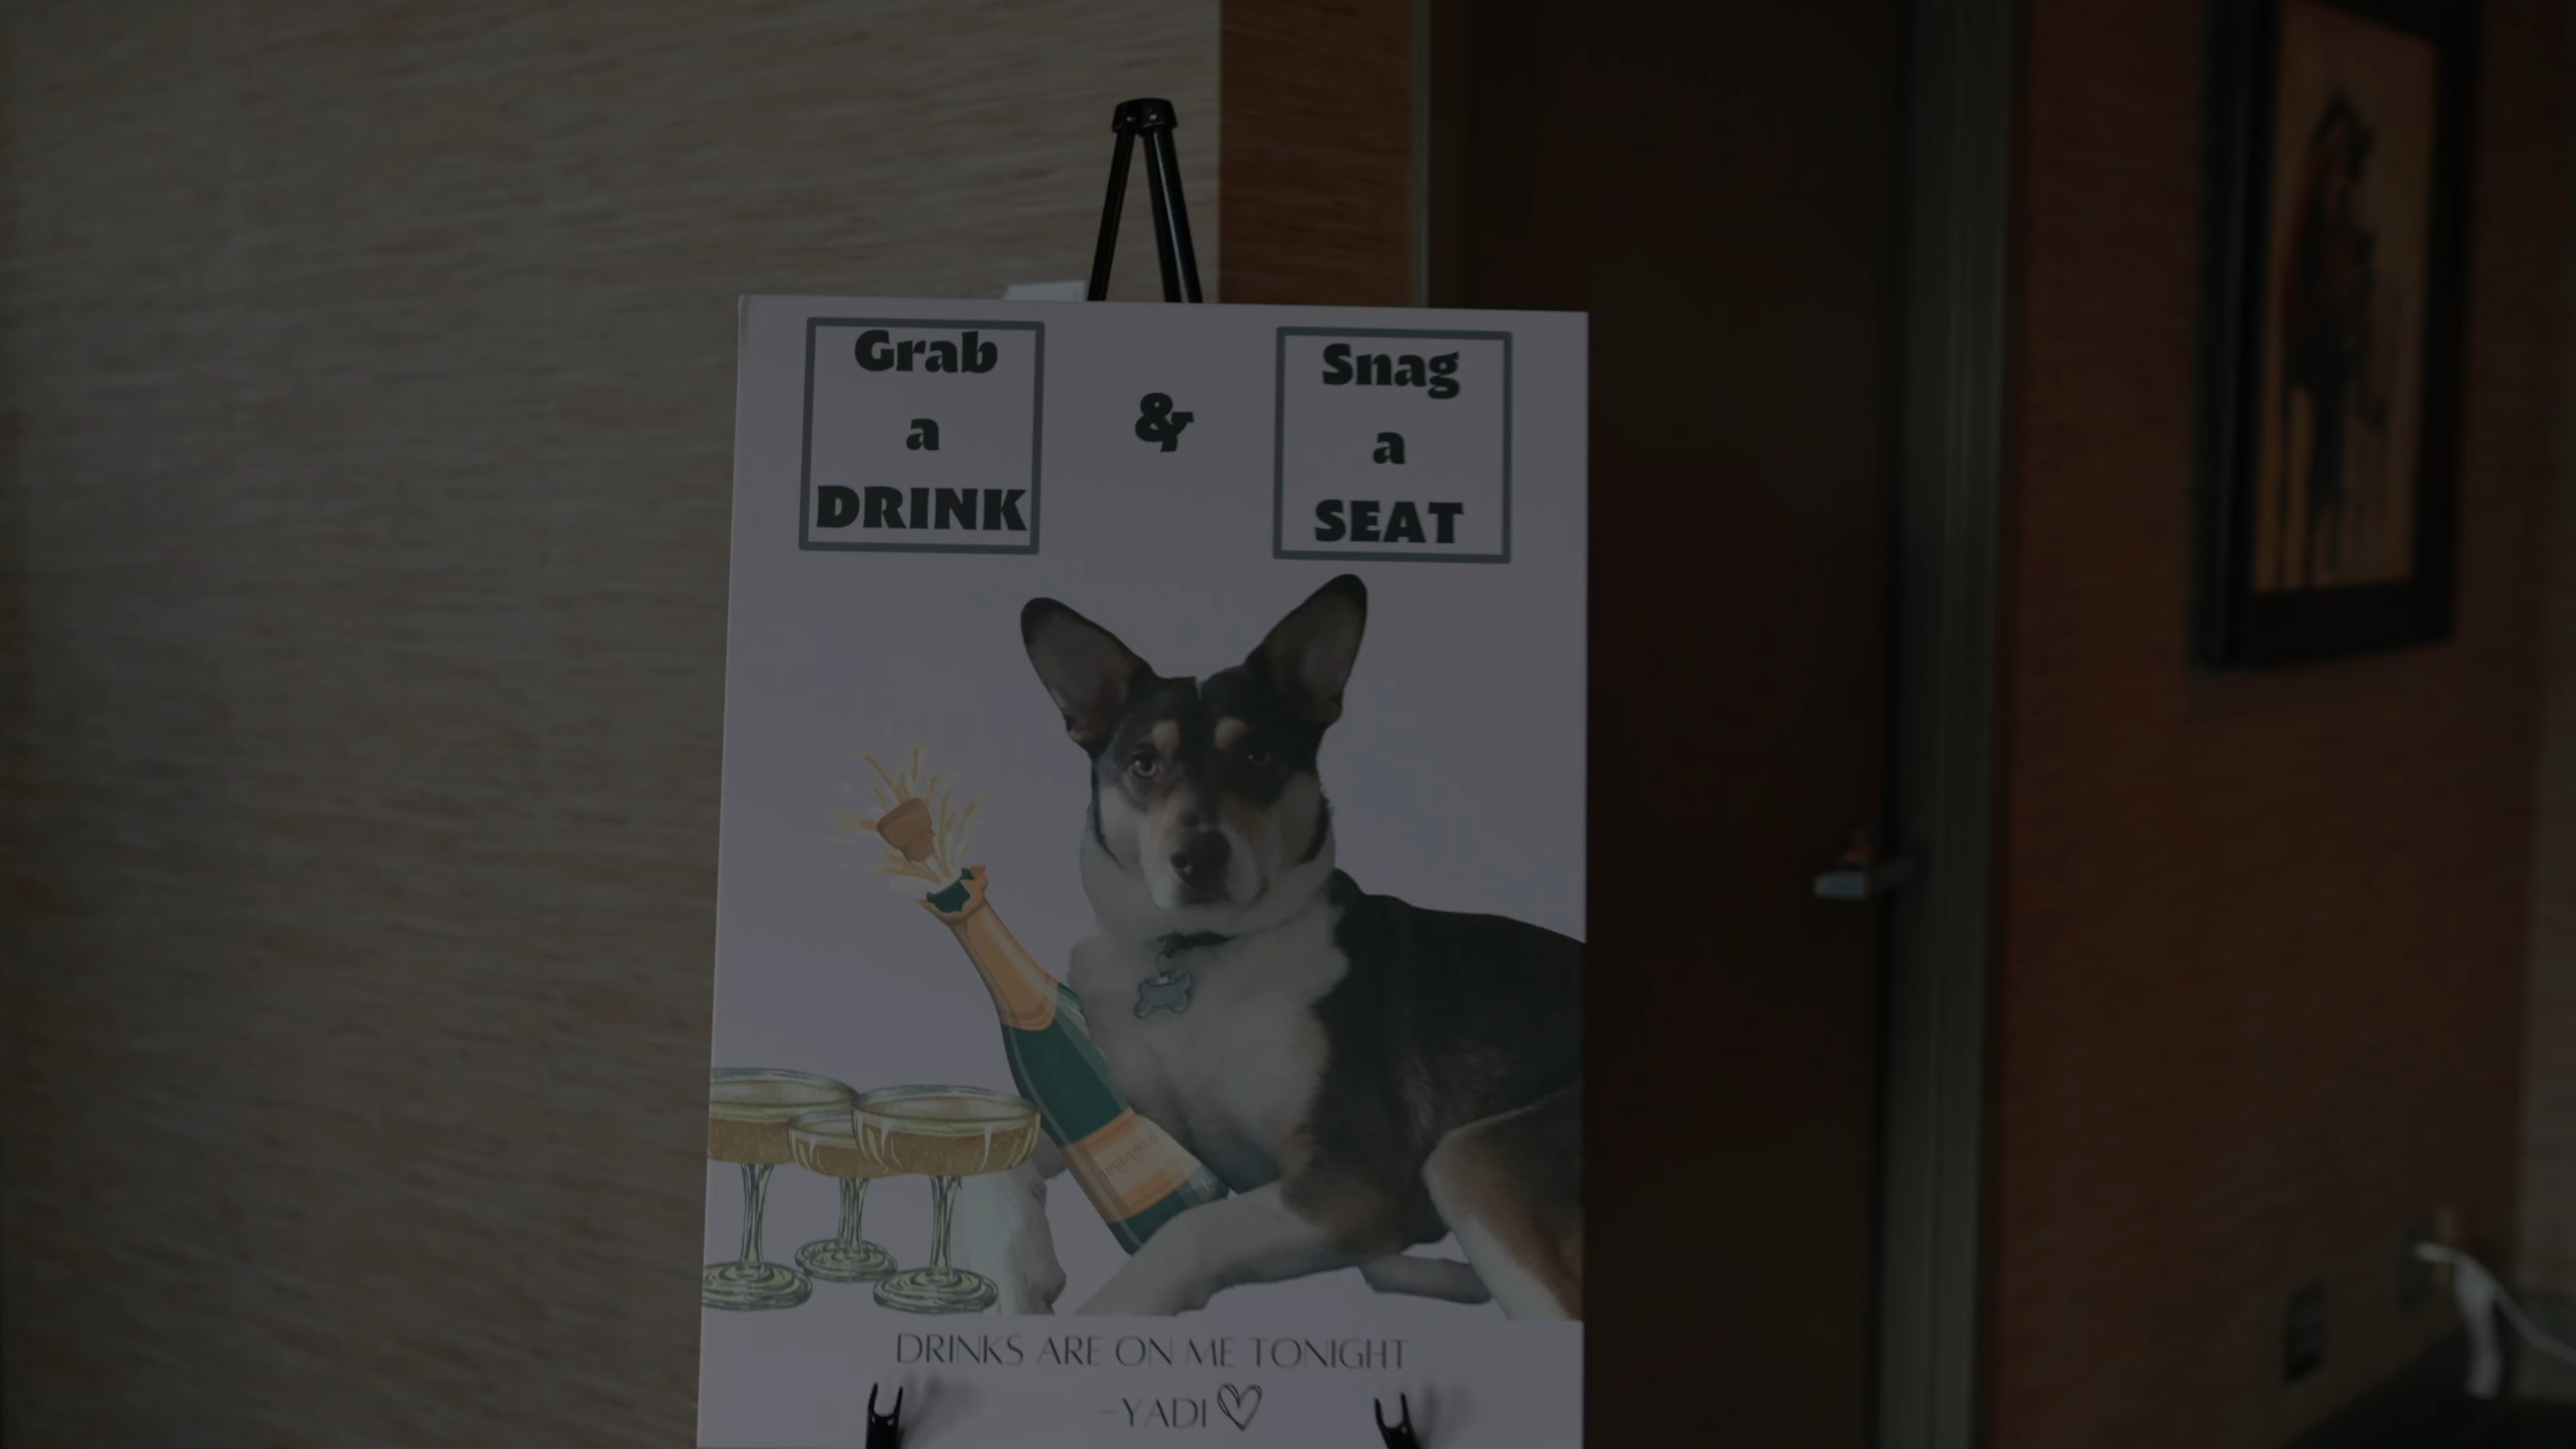 Grab
a
DRINK
&
Snag
a
SEAT
DRINKS ARE ON ME TONIGHT
-YADI